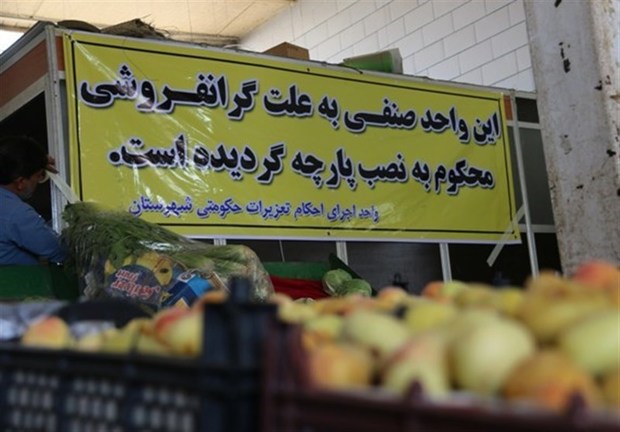 این واحد صنفی به علت گرانفروشی
محکوم به نصب پارچه گردیده است.
واحد اجرای احکام تعزیرات حکومتی شهرستان